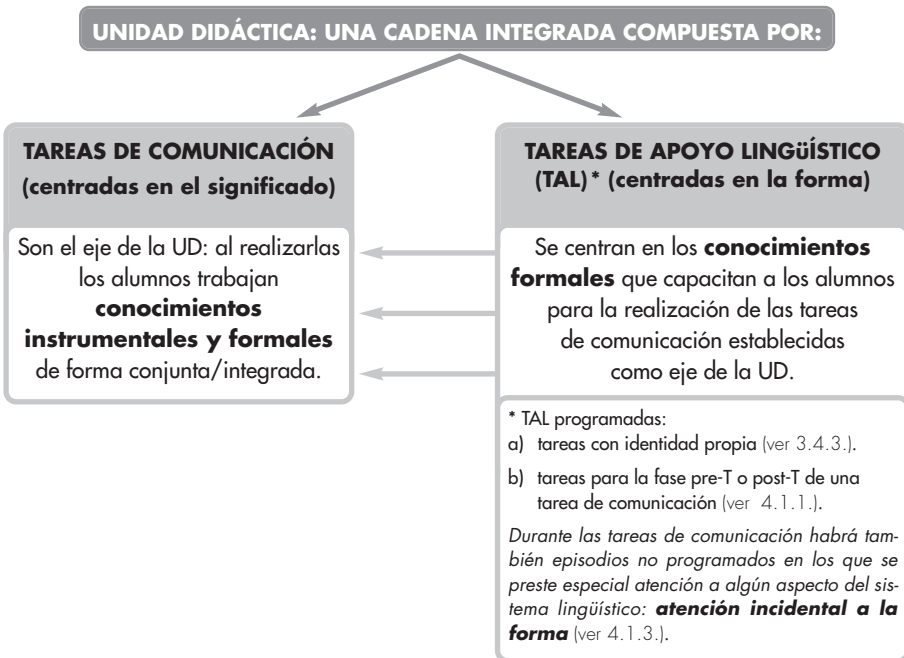 UNIDAD DIDÁCTICA: UNA CADENA INTEGRADA COMPUESTA POR:
TAREAS DE COMUNICACIÓN
(centradas en el significado)
Son el eje de la UD: al realizarlas
los alumnos trabajan
conocimientos
instrumentales y formales
de forma conjunta/integrada.
TAREAS DE APOYO LINGüÍSTICO
(TAL)* (centradas en la forma)
Se centran en los conocimientos
formales que capacitan a los alumnos
para la realización de las tareas
de comunicación establecidas
como eje de la UD.
* TAL programadas:
a) tareas con identidad propia (ver 3.4.3.).
b) tareas para la fase pre-T o post-T de una
tarea de comunicación (ver 4.1.1.).
Durante las tareas de comunicación habrá tam-
bién episodios no programados en los que se
preste especial atención a algún aspecto del sis-
tema lingüístico: atención incidental a la
forma (ver 4.1.3.).